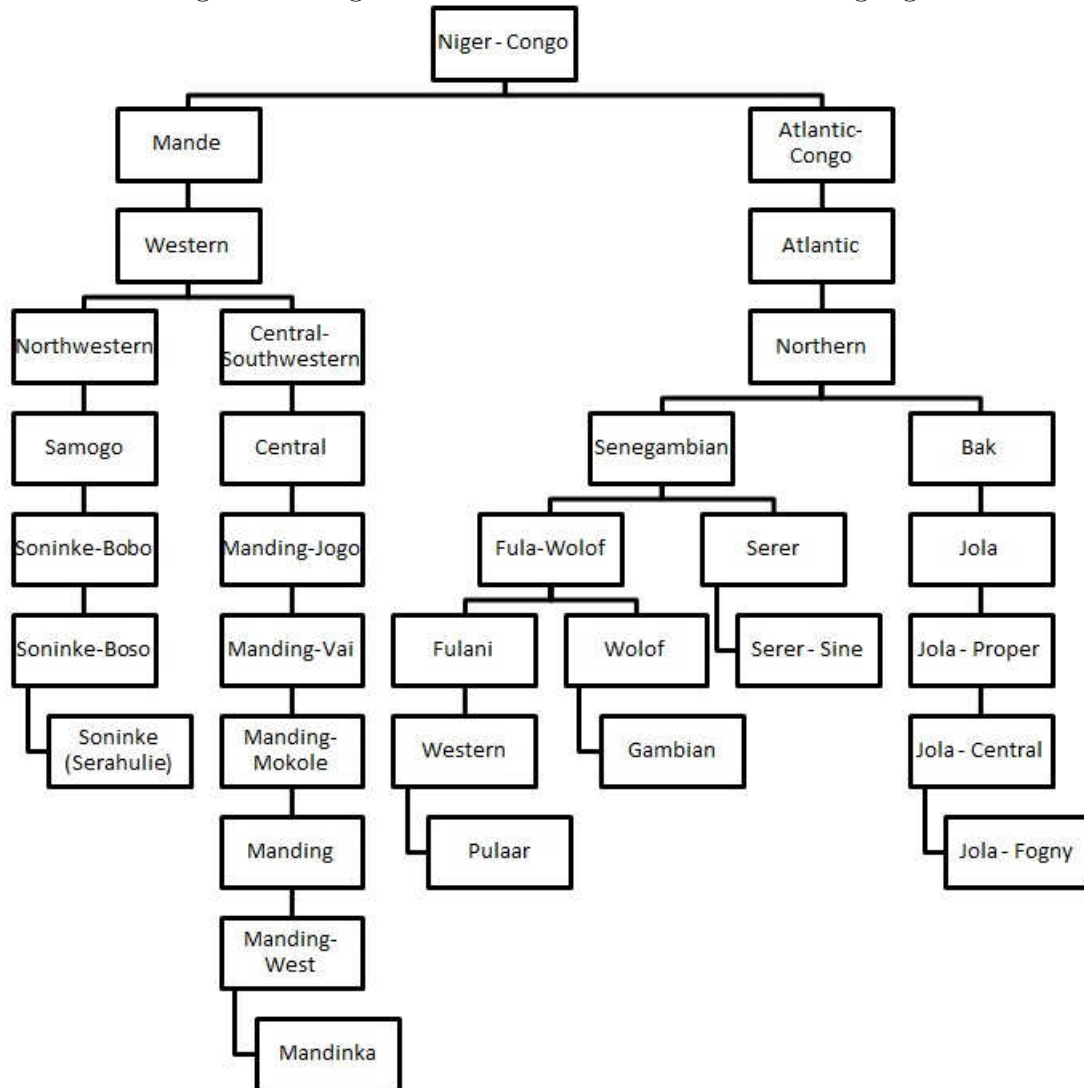 Niger - Congo
Mande
Atlantic-
Congo
Western
Atlantic
Northwestern
Central-
Southwestern
Northern
Samogo
Central
Senegambian
Bak
Soninke-Bobo
Manding-Jogo
Fula-Wolof
Serer
Jola
Soninke-Boso
Manding-Vai
Fulani
Wolof
Serer - Sine
Jola - Proper
Soninke
(Serahulie)
Manding-
Mokole
Western
Gambian
Jola - Central
Manding
Pulaar
Jola - Fogny
Manding-
West
Mandinka